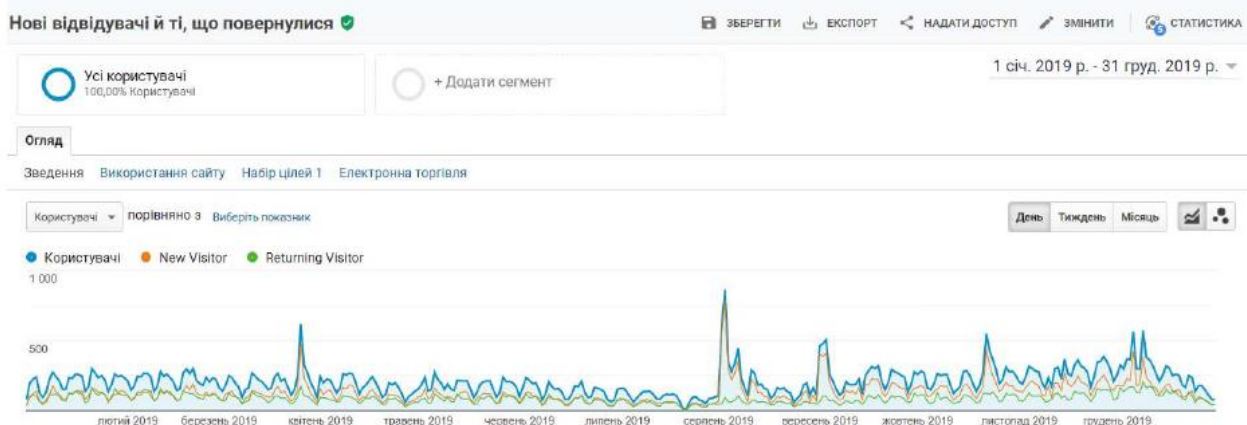 Нові відвідувачі й ті, що повернулися
ЗБЕРЕГТИ ЕКСПОРТ НАДАТИ ДОСТУП ЗМІНИТИ 5 СТАТИСТИКА
Усі користувачі
100,00% Користувачі
+ Додати сегмент
1 січ. 2019 р. - 31 груд. 2019 р.
Огляд
Зведення Використання сайту Набір цілей 1 Електронна торгівля
Користувачі порівняно з Виберіть показник
День Тиждень Місяць
Користувачі New Visitor Returning Visitor
1 000
500
лютий 2019 березень 2019 квітень 2019 травень 2019 червень 2019 липень 2019 серпень 2019 вересень 2019 жовтень 2019 листопад 2019 грудень 2019